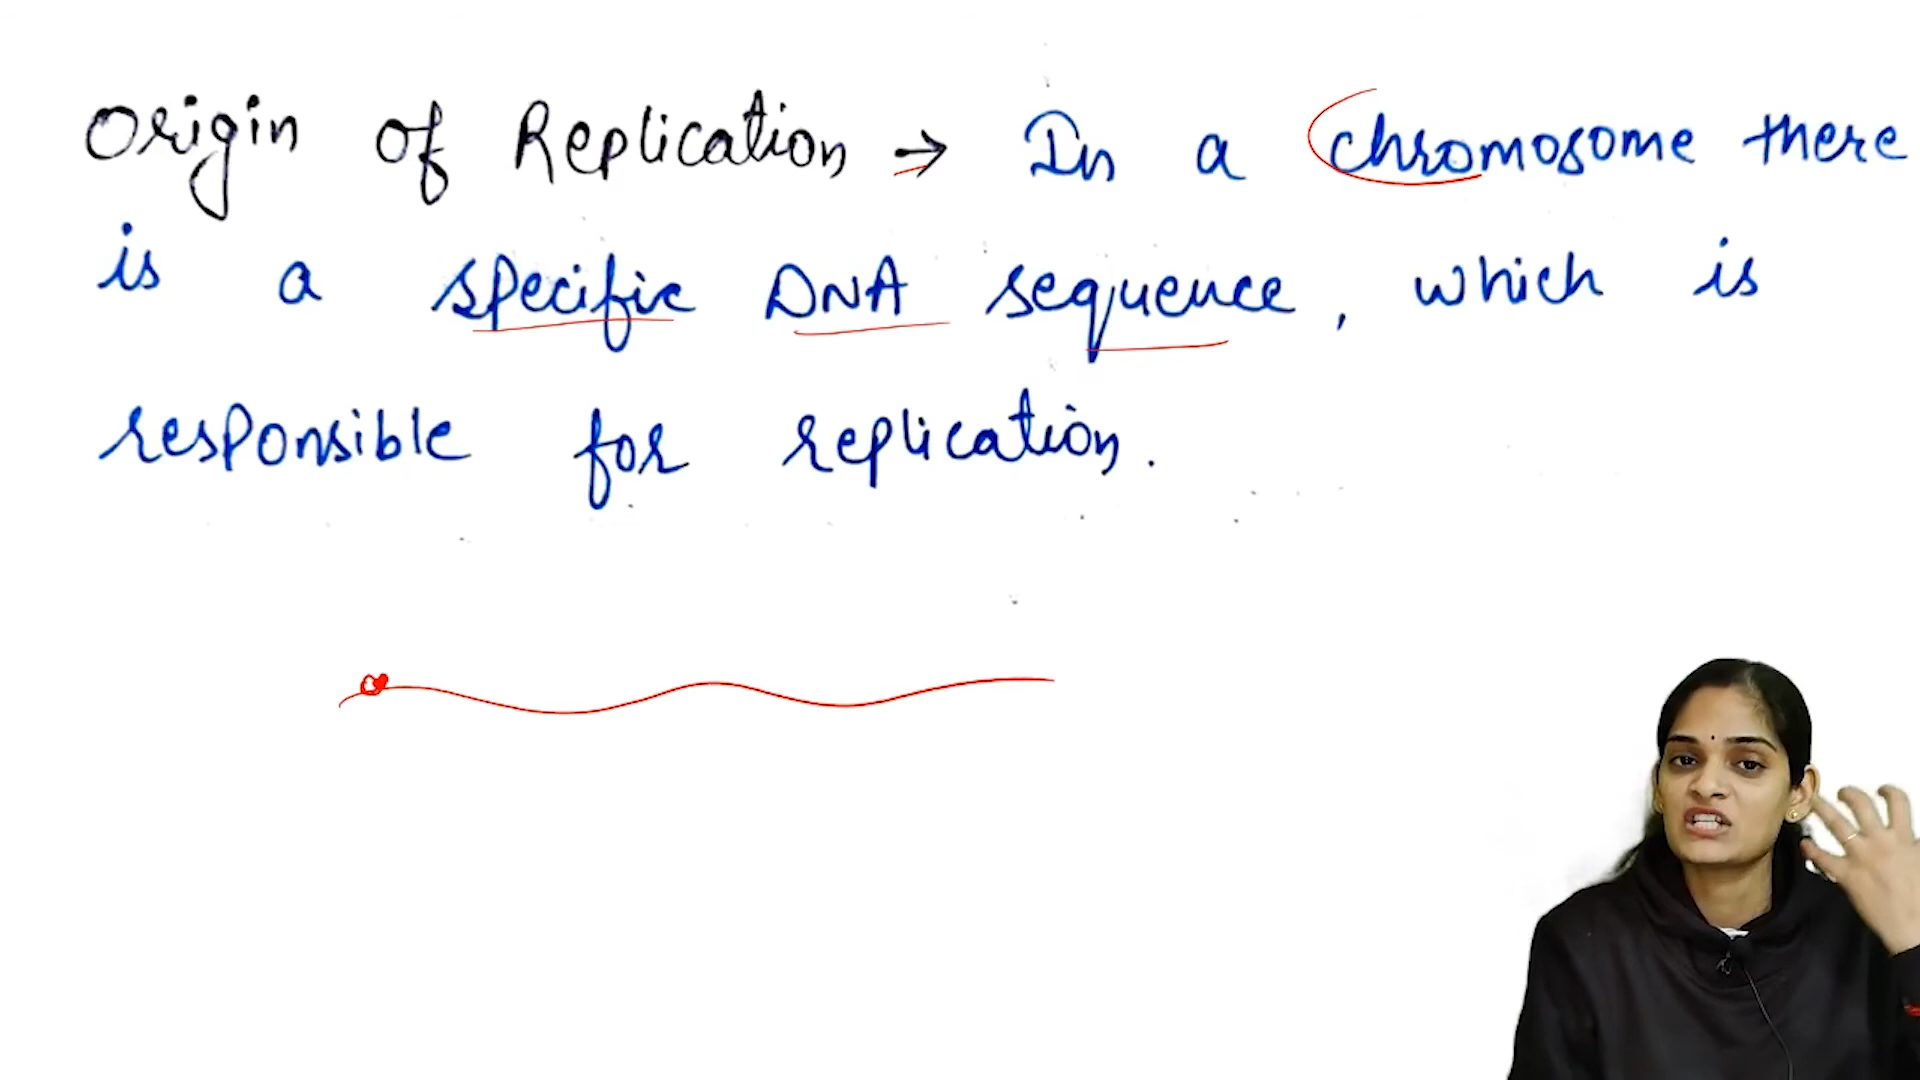 Origin of Replication → In a chromosome there
is a specific DNA sequence, which is
responsible for replication.